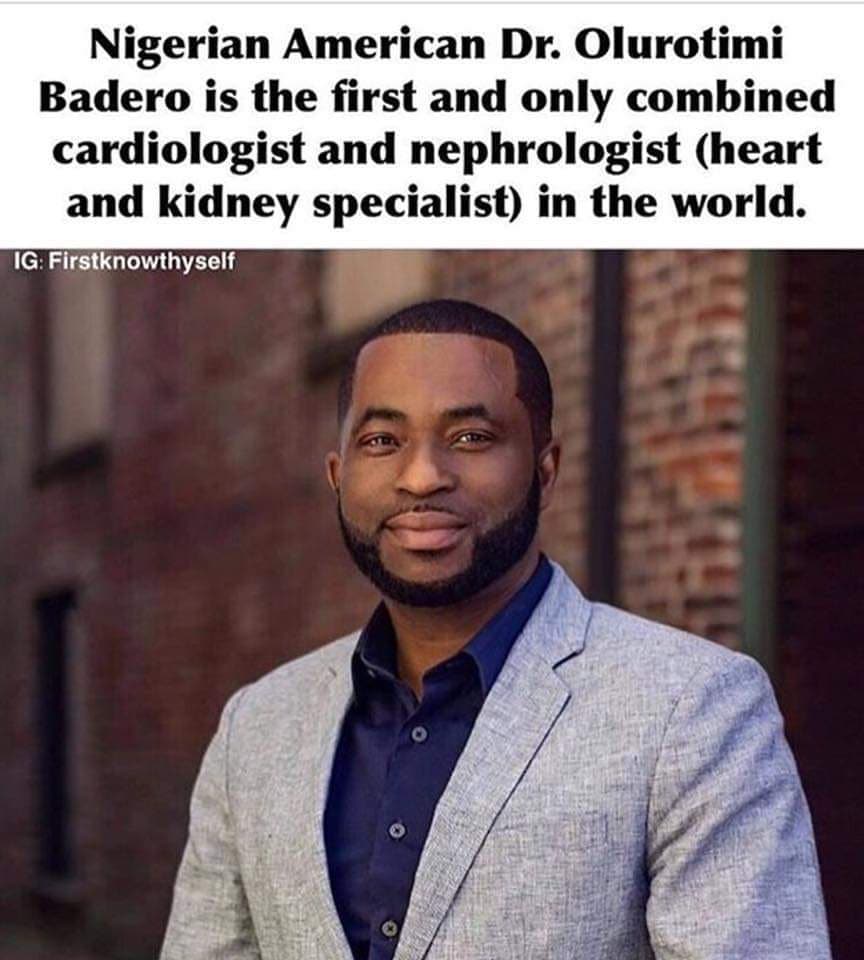 Nigerian American Dr. Olurotimi
Badero is the first and only combined
cardiologist and nephrologist (heart
and kidney specialist) in the world.
IG: Firstknowthyself